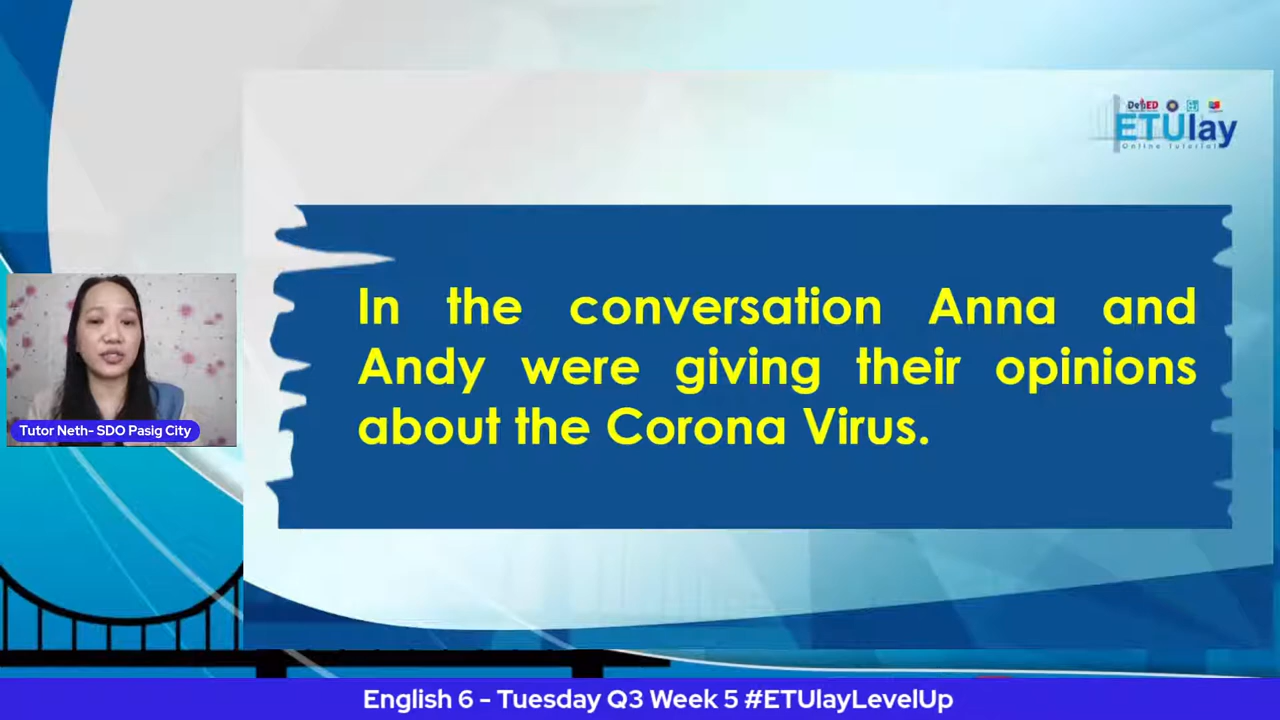 DepED
ETUlay
Online Tutorial
In the conversation Anna and
Andy were giving their opinions
about the Corona Virus.
Tutor Neth- SDO Pasig City
English 6 - Tuesday Q3 Week 5 #ETUlayLevelUp